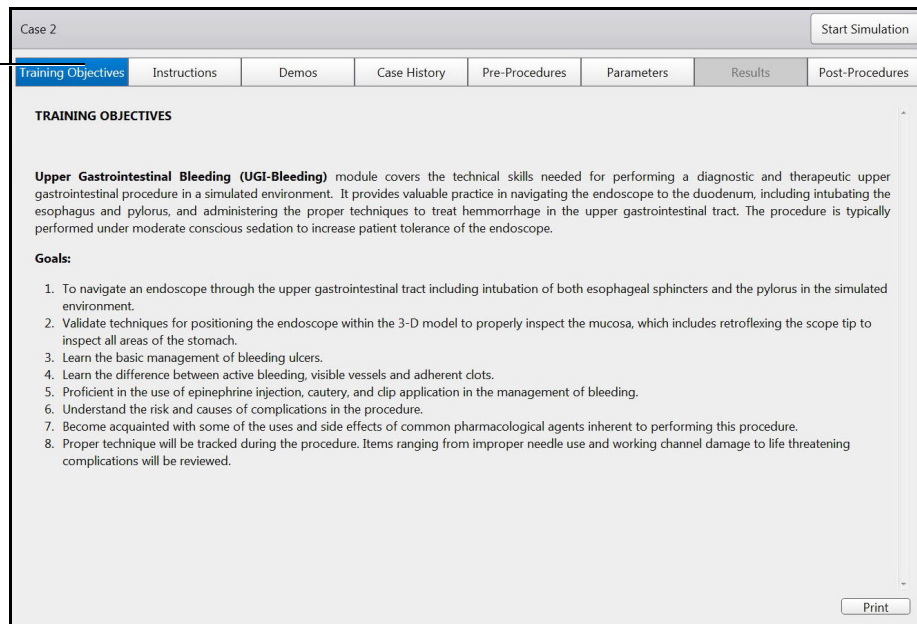 Case 2
Start Simulation
Training Objectives
Instructions
Demos
Case History
Pre-Procedures
Parameters
Results
Post-Procedures
TRAINING OBJECTIVES
Upper Gastrointestinal Bleeding (UGI-Bleeding) module covers the technical skills needed for performing a diagnostic and therapeutic upper
gastrointestinal procedure in a simulated environment. It provides valuable practice in navigating the endoscope to the duodenum, including intubating the
esophagus and pylorus, and administering the proper techniques to treat hemmorrhage in the upper gastrointestinal tract. The procedure is typically
performed under moderate conscious sedation to increase patient tolerance of the endoscope.
Goals:
1. To navigate an endoscope through the upper gastrointestinal tract including intubation of both esophageal sphincters and the pylorus in the simulated
environment.
2. Validate techniques for positioning the endoscope within the 3-D model to properly inspect the mucosa, which includes retroflexing the scope tip to
inspect all areas of the stomach.
3. Learn the basic management of bleeding ulcers.
4. Learn the difference between active bleeding, visible vessels and adherent clots.
5. Proficient in the use of epinephrine injection, cautery, and clip application in the management of bleeding.
6. Understand the risk and causes of complications in the procedure.
7. Become acquainted with some of the uses and side effects of common pharmacological agents inherent to performing this procedure.
8. Proper technique will be tracked during the procedure. Items ranging from improper needle use and working channel damage to life threatening
complications will be reviewed.
Print